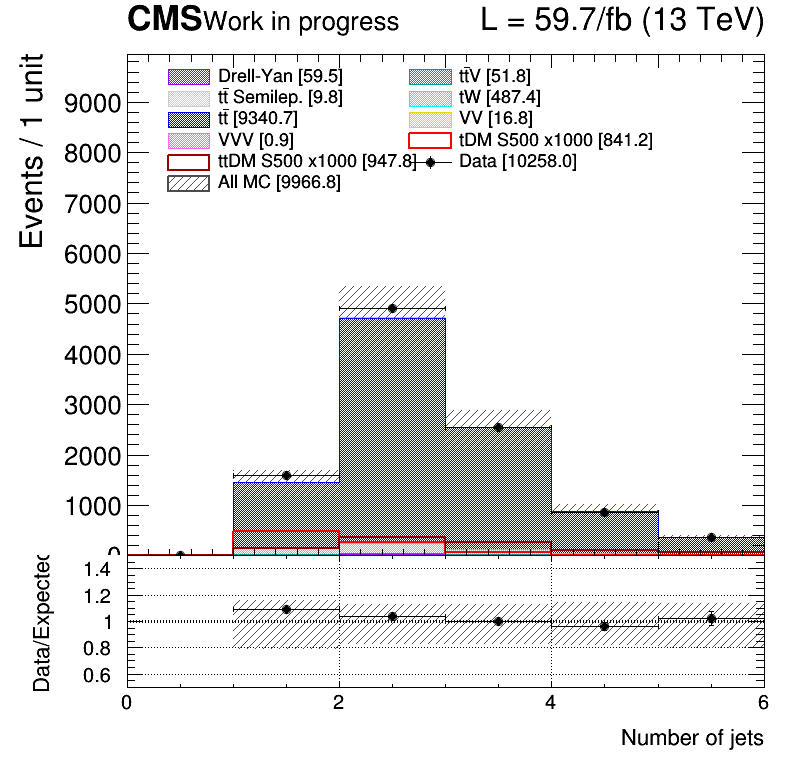 CMS Work in progress L = 59.7/fb (13 TeV)
Events / 1 unit
9000
8000
7000
6000
5000
4000
3000
2000
1000
0
Drell-Yan [59.5]
tt̄ Semilep. [9.8]
tt̄ [9340.7]
VVV [0.9]
ttDM S500 x1000 [947.8]
All MC [9966.8]
tt̄V [51.8]
tW [487.4]
VV [16.8]
tDM S500 x1000 [841.2]
Data [10258.0]
Data/Expected
1.4
1.2
1
0.8
0.6
0 2 4 6
Number of jets